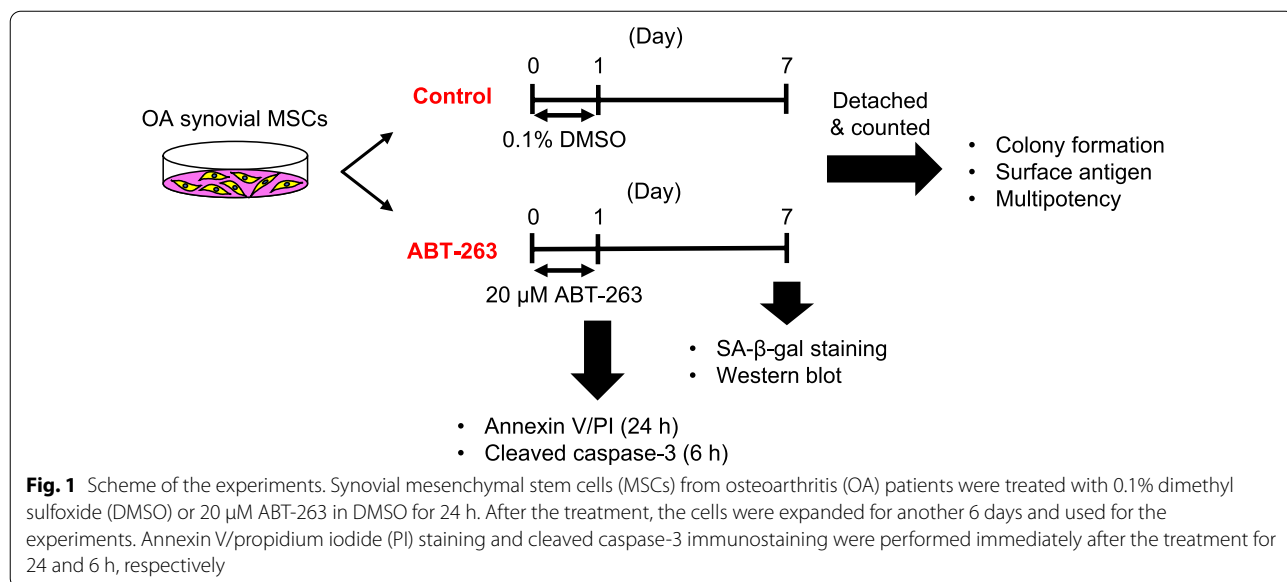 (Day)
0 1 7
Control
0.1% DMSO
OA synovial MSCs
Detached
& counted
• Colony formation
• Surface antigen
• Multipotency
(Day)
0 1 7
ABT-263
20 µM ABT-263
• SA-β-gal staining
• Western blot
• Annexin V/PI (24 h)
• Cleaved caspase-3 (6 h)
Fig. 1 Scheme of the experiments. Synovial mesenchymal stem cells (MSCs) from osteoarthritis (OA) patients were treated with 0.1% dimethyl
sulfoxide (DMSO) or 20 µM ABT-263 in DMSO for 24 h. After the treatment, the cells were expanded for another 6 days and used for the
experiments. Annexin V/propidium iodide (PI) staining and cleaved caspase-3 immunostaining were performed immediately after the treatment for
24 and 6 h, respectively